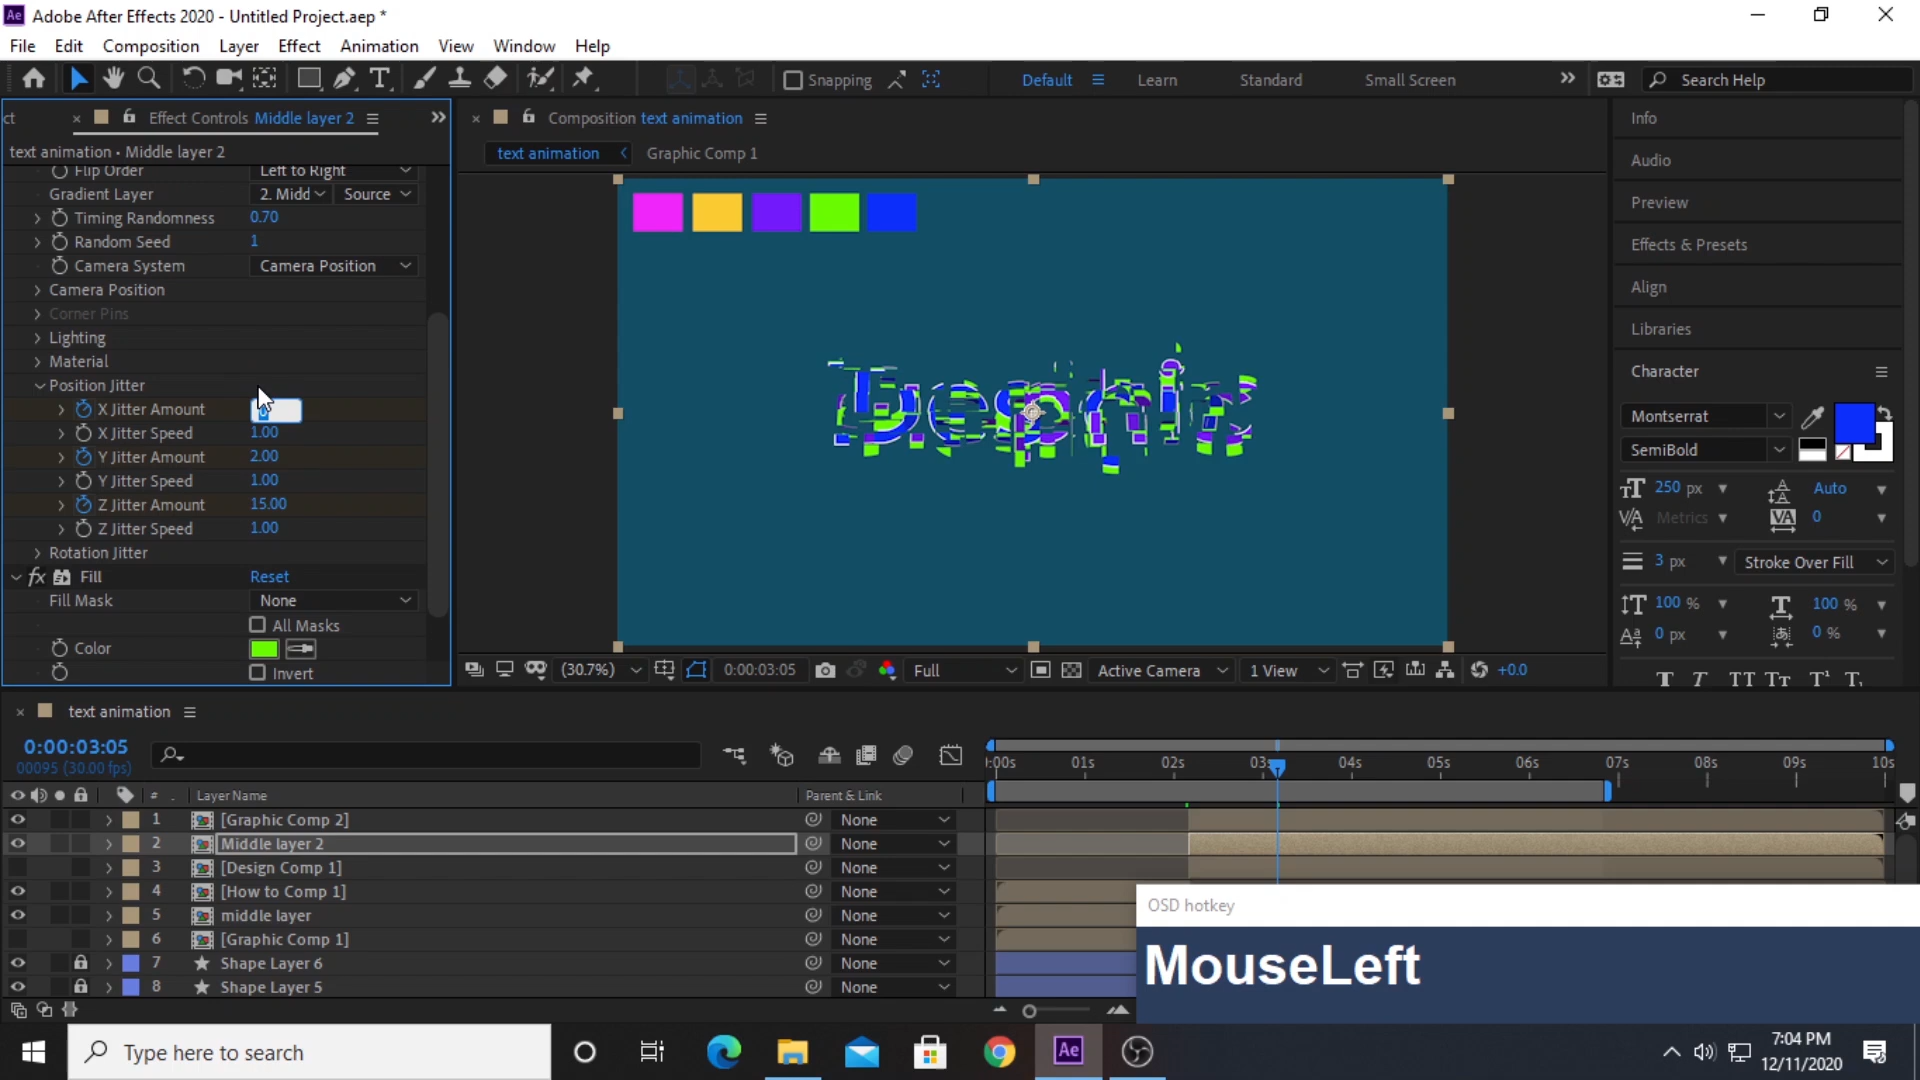 Ae Adobe After Effects 2020 - Untitled Project.aep *
File Edit Composition Layer Effect Animation View Window Help
Snapping Default Learn Standard Small Screen Search Help
ct Effect Controls Middle layer 2
text animation • Middle layer 2
Flip Order Left to Right
Gradient Layer 2. Midd Source
Timing Randomness 0.70
Random Seed 1
Camera System Camera Position
Camera Position
Corner Pins
Lighting
Material
Position Jitter
X Jitter Amount
X Jitter Speed 1.00
Y Jitter Amount 2.00
Y Jitter Speed 1.00
Z Jitter Amount 15.00
Z Jitter Speed 1.00
Rotation Jitter
fx Fill Reset
Fill Mask None
All Masks
Color
Invert
Composition text animation
text animation Graphic Comp 1
(30.7%) 0:00:03:05 Full Active Camera 1 View +0.0
Info
Audio
Preview
Effects & Presets
Align
Libraries
Character
Montserrat
SemiBold
250 px Auto
Metrics 0
3 px Stroke Over Fill
100 % 100 %
0 px 0 %
T T TT Tт T¹ T₁
text animation
0:00:03:05
00095 (30.00 fps)
# . Layer Name Parent & Link
1 [Graphic Comp 2] None
2 Middle layer 2 None
3 [Design Comp 1] None
4 [How to Comp 1] None
5 middle layer None
6 [Graphic Comp 1] None
7 Shape Layer 6 None
8 Shape Layer 5 None
:00s 01s 02s 03s 04s 05s 06s 07s 08s 09s 10s
OSD hotkey
MouseLeft
Type here to search
Ae
7:04 PM
12/11/2020